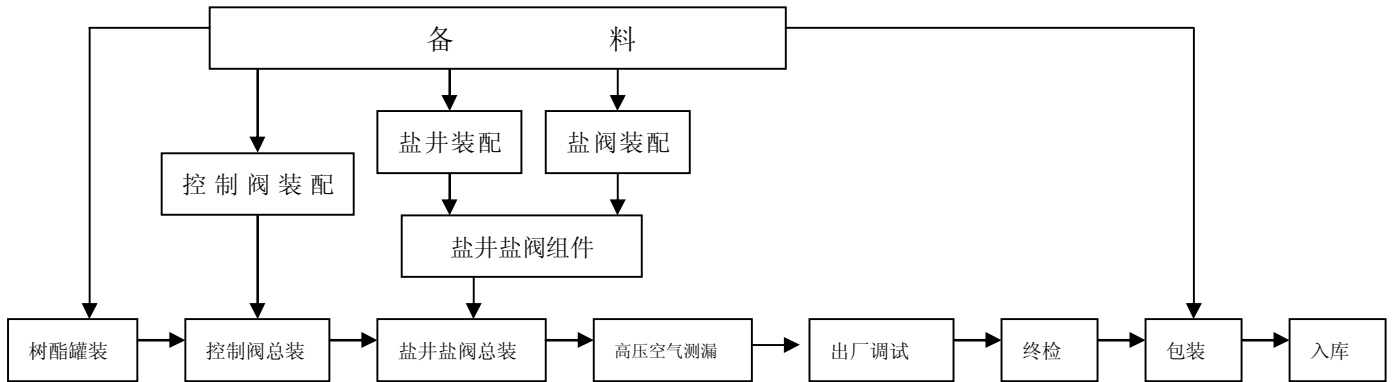 备 料
盐井装配
盐阀装配
控制阀装配
盐井盐阀组件
树酯罐装
控制阀总装
盐井盐阀总装
高压空气测漏
出厂调试
终检
包装
入库